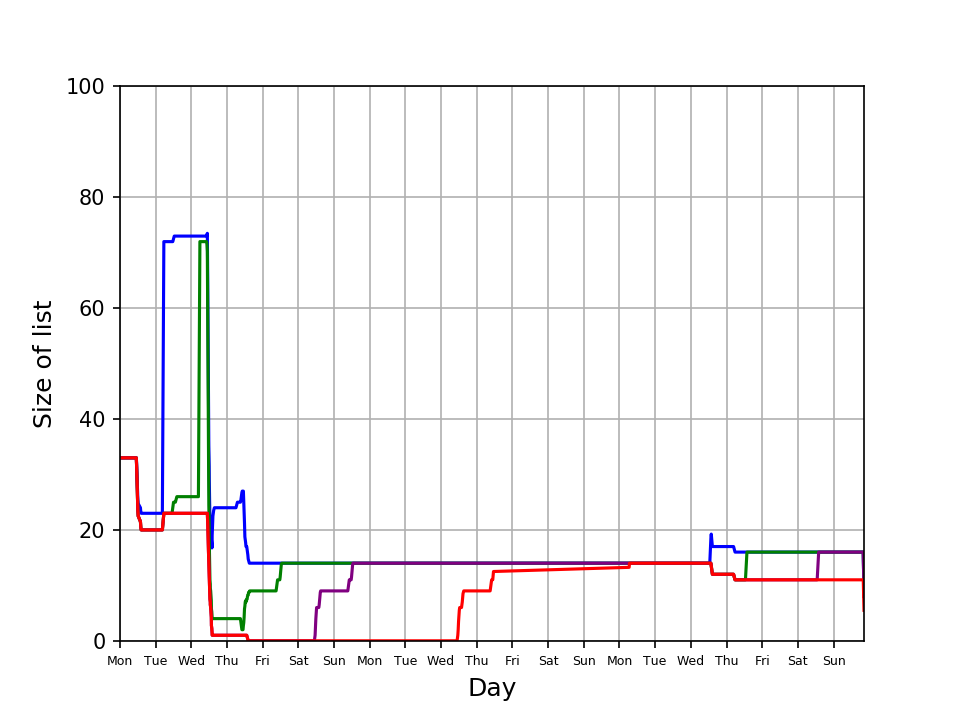 100
80
60
40
20
0
Size of list
Mon Tue Wed Thu Fri Sat Sun Mon Tue Wed Thu Fri Sat Sun Mon Tue Wed Thu Fri Sat Sun
Day